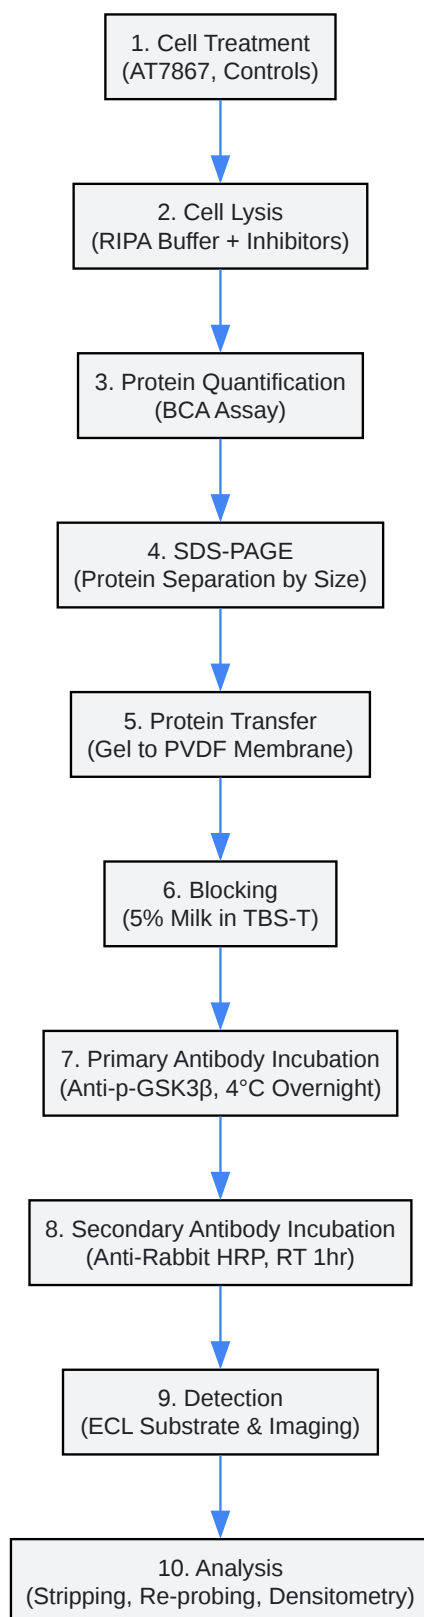 1. Cell Treatment
(AT7867, Controls)
2. Cell Lysis
(RIPA Buffer + Inhibitors)
3. Protein Quantification
(BCA Assay)
4. SDS-PAGE
(Protein Separation by Size)
5. Protein Transfer
(Gel to PVDF Membrane)
6. Blocking
(5% Milk in TBS-T)
7. Primary Antibody Incubation
(Anti-p-GSK3β, 4°C Overnight)
8. Secondary Antibody Incubation
(Anti-Rabbit HRP, RT 1hr)
9. Detection
(ECL Substrate & Imaging)
10. Analysis
(Stripping, Re-probing, Densitometry)